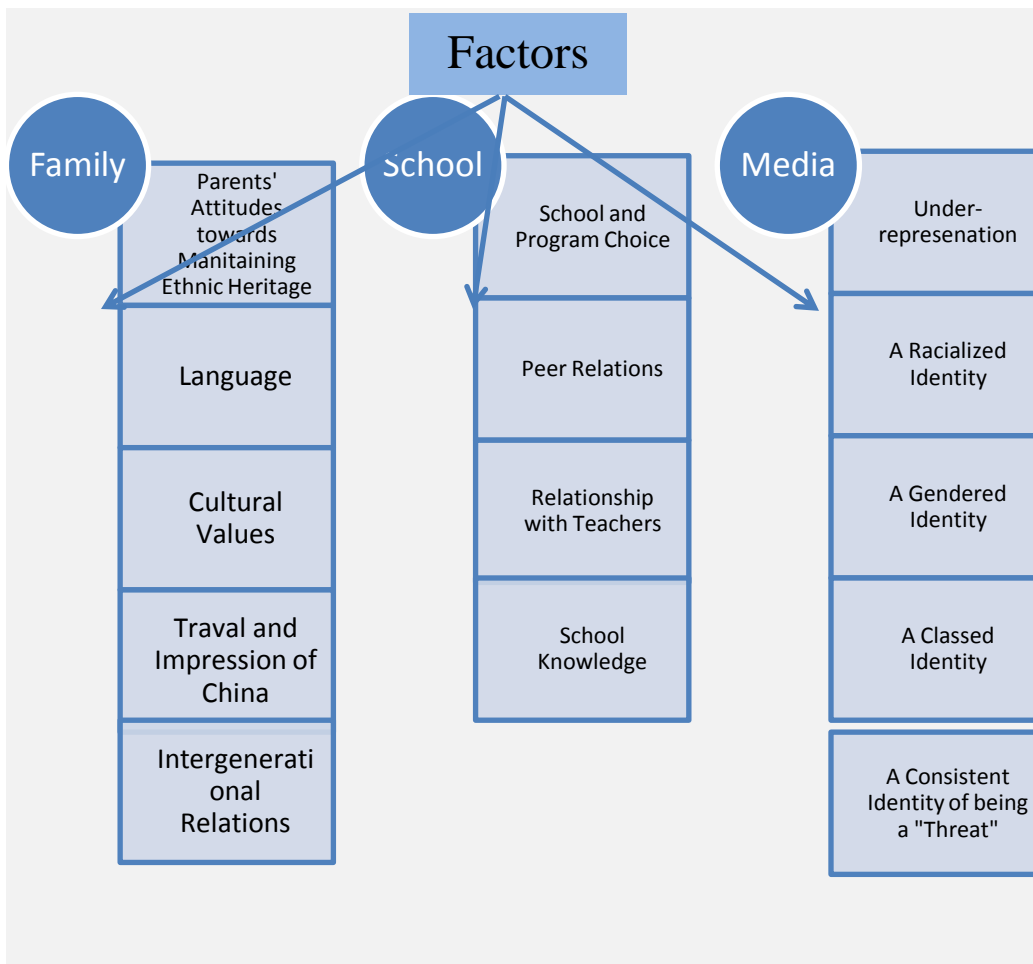 Factors
Family
Parents'
Attitudes
towards
Manitaining
Ethnic Heritage
Language
Cultural
Values
Traval and
Impression of
China
Intergenerati
onal
Relations
School
School and
Program Choice
Peer Relations
Relationship
with Teachers
School
Knowledge
Media
Under-
represenation
A Racialized
Identity
A Gendered
Identity
A Classed
Identity
A Consistent
Identity of being
a "Threat"